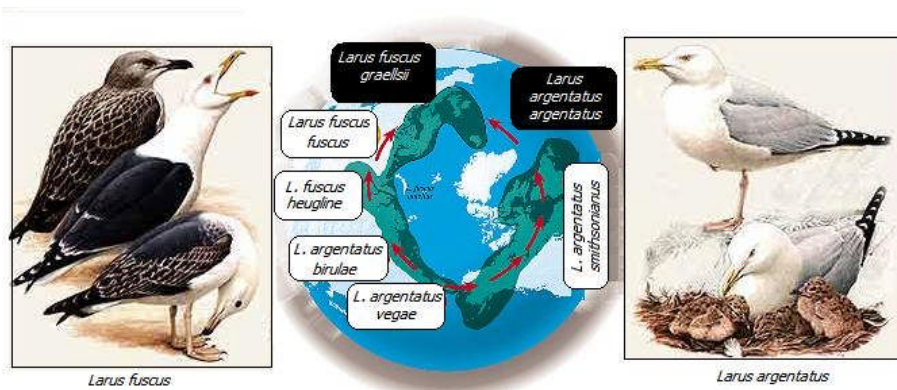 Larus fuscus
graellsii
Larus
argentatus
argentatus
Larus fuscus
fuscus
L. fuscus
heugline
L. argentatus
birulae
L. argentatus
vegae
L. argentatus
smithsonianus
Larus fuscus
Larus argentatus